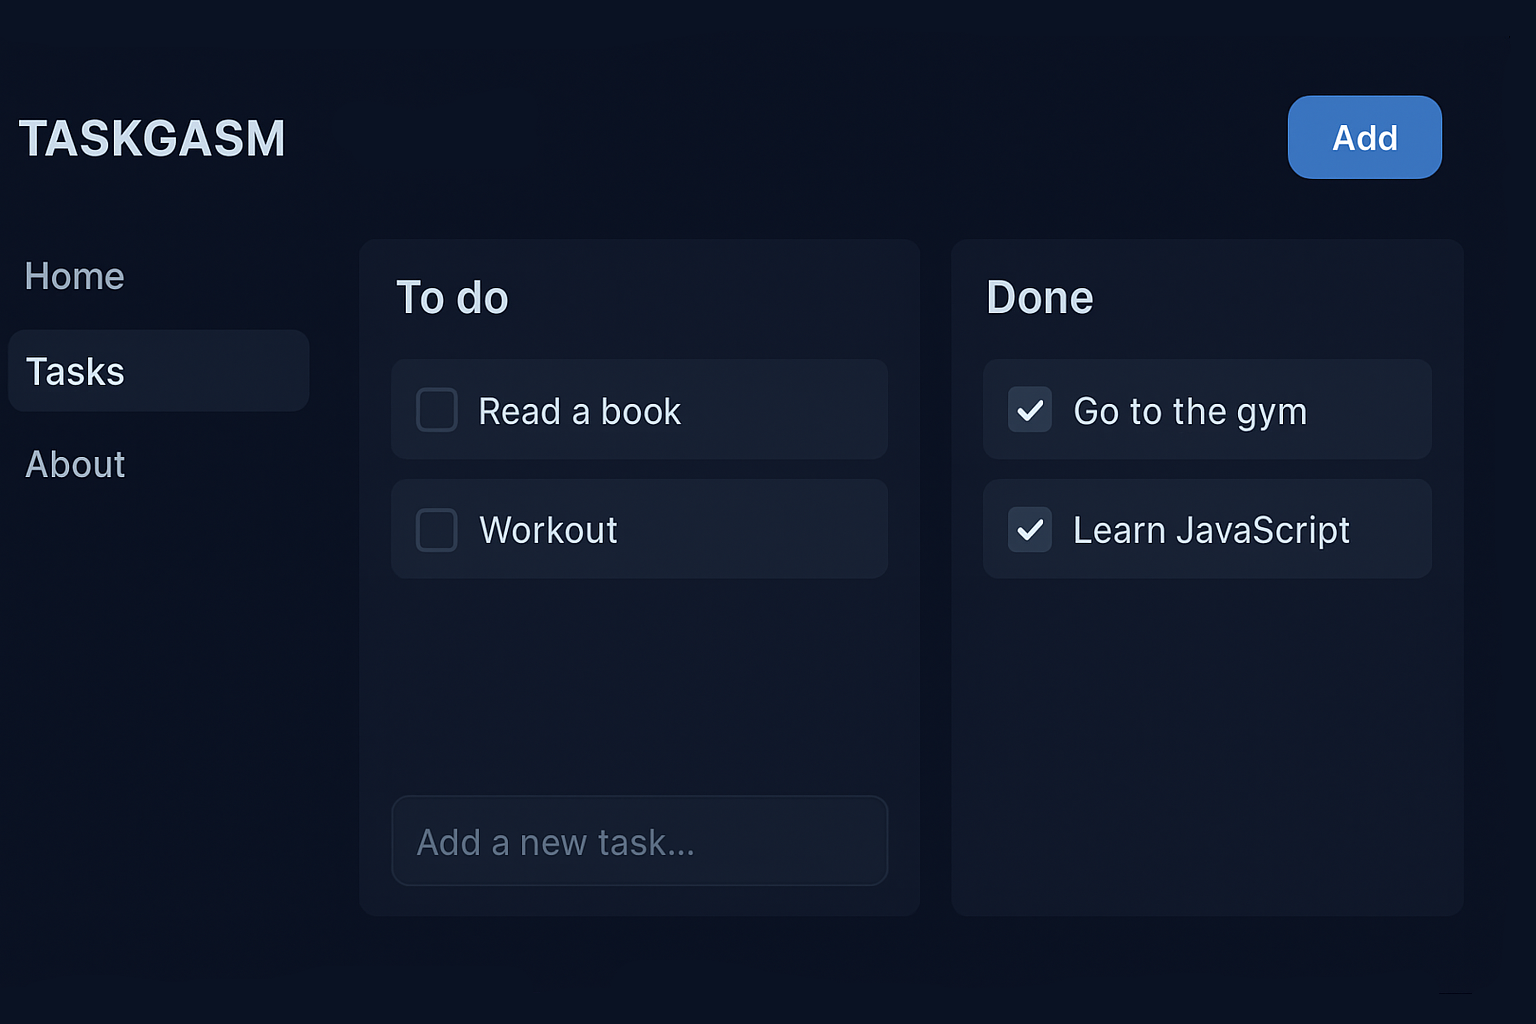 TASKGASM
Add
Home
Tasks
About
To do
Read a book
Workout
Add a new task...
Done
Go to the gym
Learn JavaScript